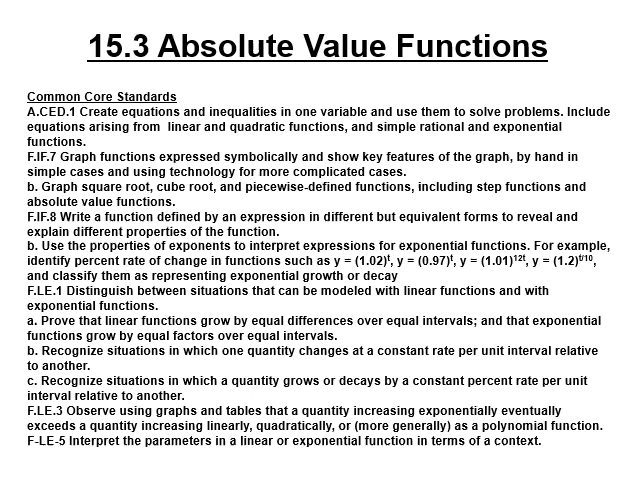 15.3 Absolute Value Functions
Common Core Standards
A.CED.1 Create equations and inequalities in one variable and use them to solve problems. Include
equations arising from  linear and quadratic functions, and simple rational and exponential
functions.
F.IF.7 Graph functions expressed symbolically and show key features of the graph, by hand in
simple cases and using technology for more complicated cases.
b. Graph square root, cube root, and piecewise-defined functions, including step functions and
absolute value functions.
F.IF.8 Write a function defined by an expression in different but equivalent forms to reveal and
explain different properties of the function.
b. Use the properties of exponents to interpret expressions for exponential functions. For example,
identify percent rate of change in functions such as y = (1.02)ᵗ, y = (0.97)ᵗ, y = (1.01)¹²ᵗ, y = (1.2)ᵗ/¹⁰,
and classify them as representing exponential growth or decay
F.LE.1 Distinguish between situations that can be modeled with linear functions and with
exponential functions.
a. Prove that linear functions grow by equal differences over equal intervals; and that exponential
functions grow by equal factors over equal intervals.
b. Recognize situations in which one quantity changes at a constant rate per unit interval relative
to another.
c. Recognize situations in which a quantity grows or decays by a constant percent rate per unit
interval relative to another.
F.LE.3 Observe using graphs and tables that a quantity increasing exponentially eventually
exceeds a quantity increasing linearly, quadratically, or (more generally) as a polynomial function.
F-LE-5 Interpret the parameters in a linear or exponential function in terms of a context.